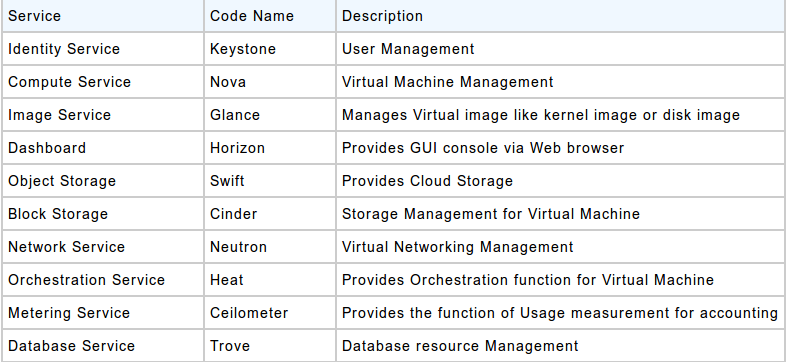 Service Code Name Description
Identity Service Keystone User Management
Compute Service Nova Virtual Machine Management
Image Service Glance Manages Virtual image like kernel image or disk image
Dashboard Horizon Provides GUI console via Web browser
Object Storage Swift Provides Cloud Storage
Block Storage Cinder Storage Management for Virtual Machine
Network Service Neutron Virtual Networking Management
Orchestration Service Heat Provides Orchestration function for Virtual Machine
Metering Service Ceilometer Provides the function of Usage measurement for accounting
Database Service Trove Database resource Management